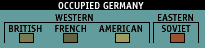 OCCUPIED GERMANY
WESTERN EASTERN
BRITISH FRENCH AMERICAN SOVIET